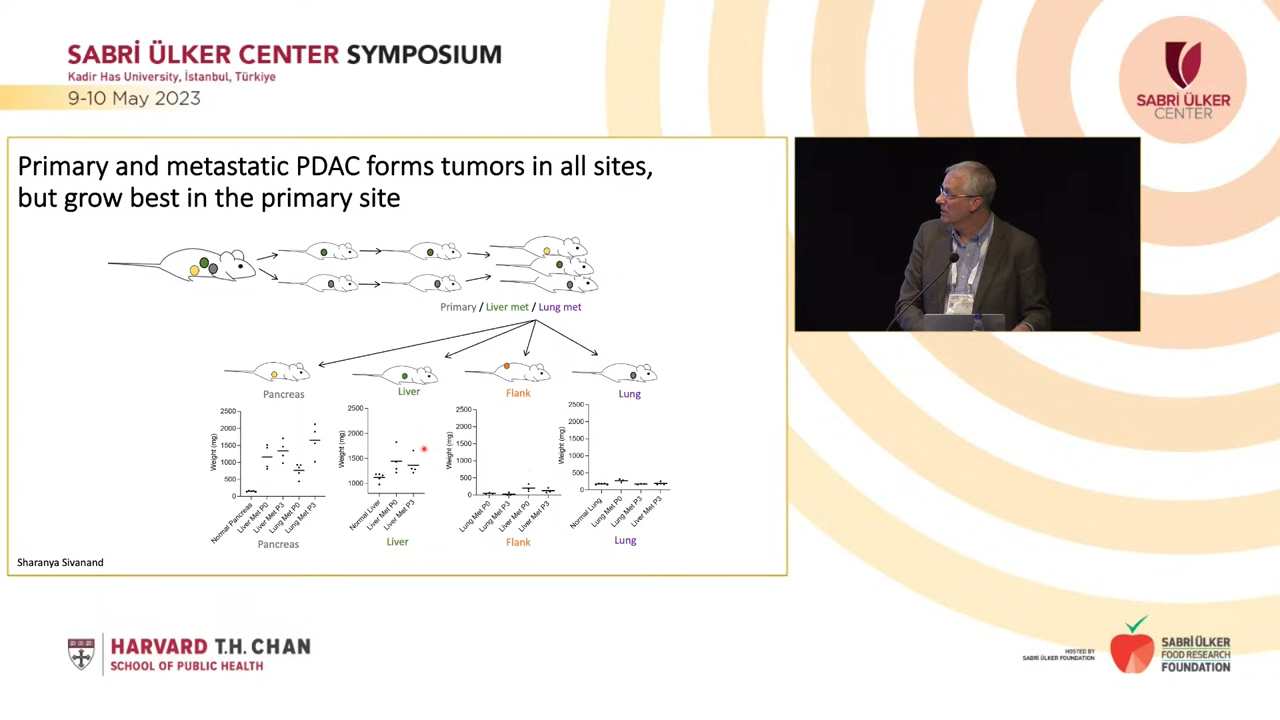 SABRİ ÜLKER CENTER SYMPOSIUM
Kadir Has University, İstanbul, Türkiye
9-10 May 2023
SABRİ ÜLKER
CENTER
Primary and metastatic PDAC forms tumors in all sites,
but grow best in the primary site
Primary / Liver met / Lung met
Pancreas
Liver
Flank
Lung
Weight (mg)
2500
2000
1500
1000
500
0
Normal Pancreas
Liver Met P0
Liver Met P3
Lung Met P0
Lung Met P3
Pancreas
Weight (mg)
2500
2000
1500
1000
Normal Liver
Liver Met P0
Liver Met P3
Liver
Weight (mg)
2500
2000
1500
1000
500
0
Lung Met P0
Lung Met P3
Liver Met P0
Liver Met P3
Flank
Weight (mg)
2500
2000
1500
1000
500
0
Normal Lung
Lung Met P0
Lung Met P3
Liver Met P3
Lung
Sharanya Sivanand
HARVARD T.H. CHAN
SCHOOL OF PUBLIC HEALTH
HOSTED BY
SABRİ ÜLKER FOUNDATION
SABRİ ÜLKER
FOOD RESEARCH
FOUNDATION